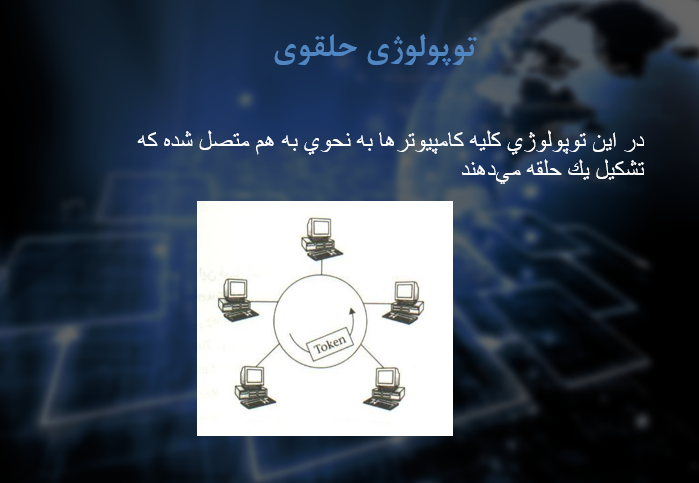 توپولوژی حلقوی
در اين توپولوژي كليه كامپيوترها به نحوي به هم متصل شده كه
تشكيل يك حلقه مي‌دهند
Token